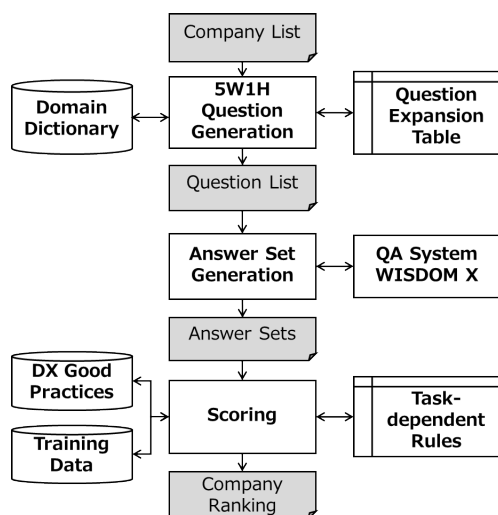 Company List
5W1H
Question
Generation
Domain
Dictionary
Question
Expansion
Table
Question List
Answer Set
Generation
QA System
WISDOM X
Answer Sets
DX Good
Practices
Training
Data
Scoring
Task-
dependent
Rules
Company
Ranking